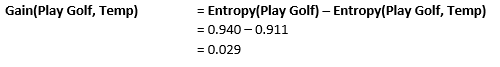 Gain(Play Golf, Temp) = Entropy(Play Golf) – Entropy(Play Golf, Temp)
= 0.940 – 0.911
= 0.029